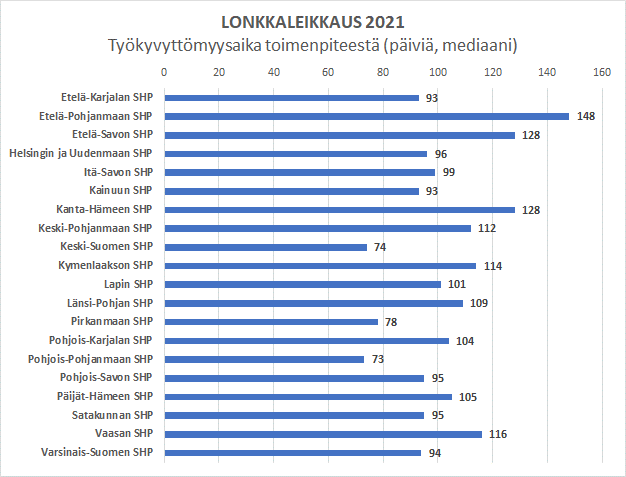 LONKKALEIKKAUS 2021
Työkyvyttömyysaika toimenpiteestä (päiviä, mediaani)
0 20 40 60 80 100 120 140 160
Etelä-Karjalan SHP 93
Etelä-Pohjanmaan SHP 148
Etelä-Savon SHP 128
Helsingin ja Uudenmaan SHP 96
Itä-Savon SHP 99
Kainuun SHP 93
Kanta-Hämeen SHP 128
Keski-Pohjanmaan SHP 112
Keski-Suomen SHP 74
Kymenlaakson SHP 114
Lapin SHP 101
Länsi-Pohjan SHP 109
Pirkanmaan SHP 78
Pohjois-Karjalan SHP 104
Pohjois-Pohjanmaan SHP 73
Pohjois-Savon SHP 95
Päijät-Hämeen SHP 105
Satakunnan SHP 95
Vaasan SHP 116
Varsinais-Suomen SHP 94